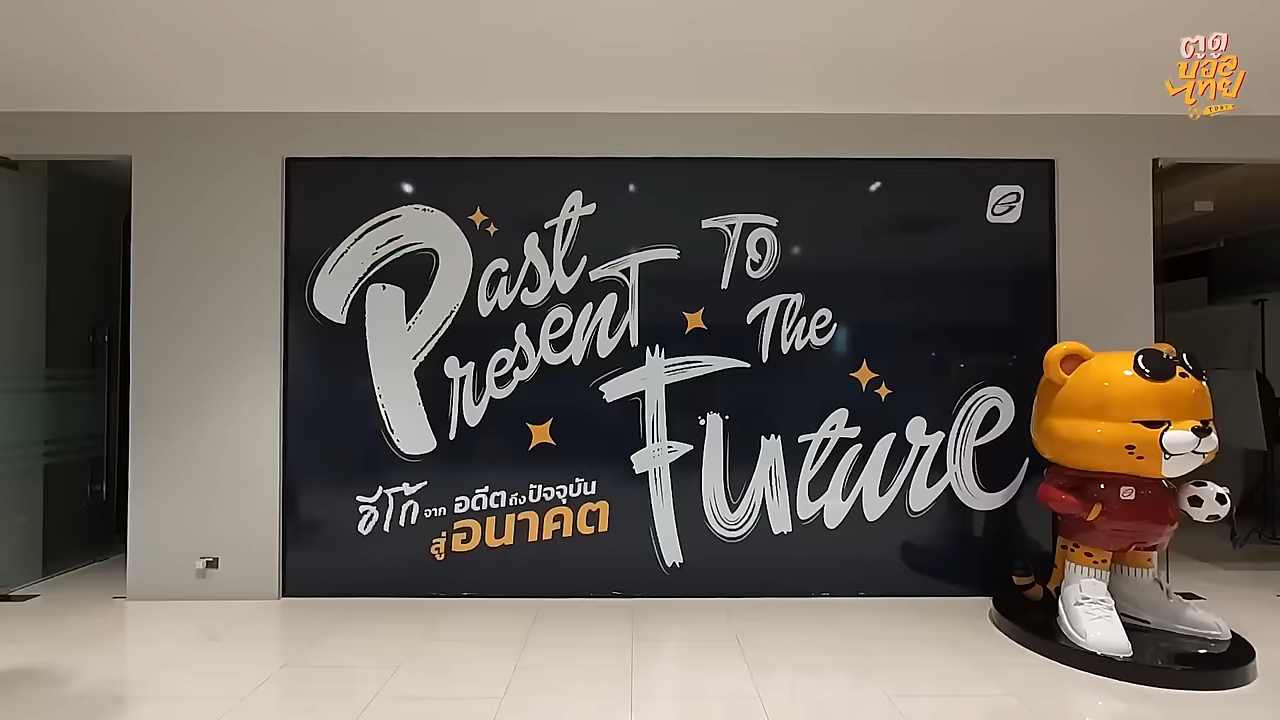 Past
Present To
The
Future
ฮีโก้ จาก อดีต ถึง ปัจจุบัน
สู่ อนาคต
ตูดู
บอล
ไทย